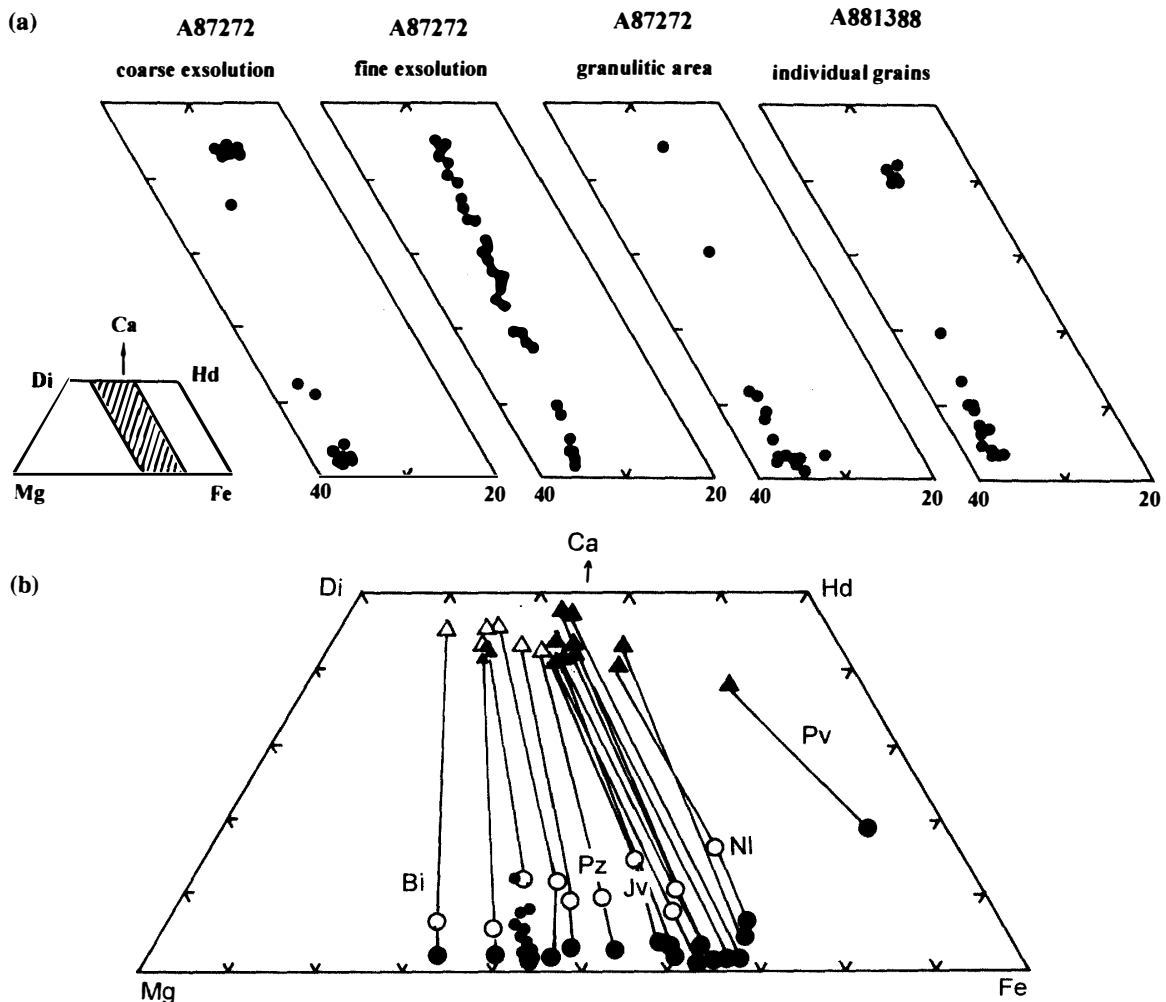 (a)
A87272 A87272 A87272 A881388
coarse exsolution fine exsolution granulitic area individual grains
Ca
Di Hd
Mg Fe
40 20 40 20 40 20 40 20
(b)
Ca
Di Hd
Pv
Nl
Pz
Bi Jv
Mg Fe